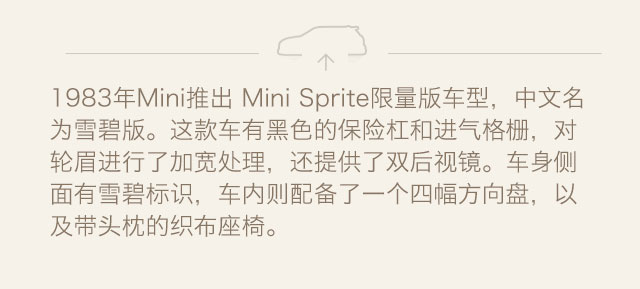 1983年Mini推出 Mini Sprite限量版车型，中文名
为雪碧版。这款车有黑色的保险杠和进气格栅，对
轮眉进行了加宽处理，还提供了双后视镜。车身侧
面有雪碧标识，车内则配备了一个四幅方向盘，以
及带头枕的织布座椅。